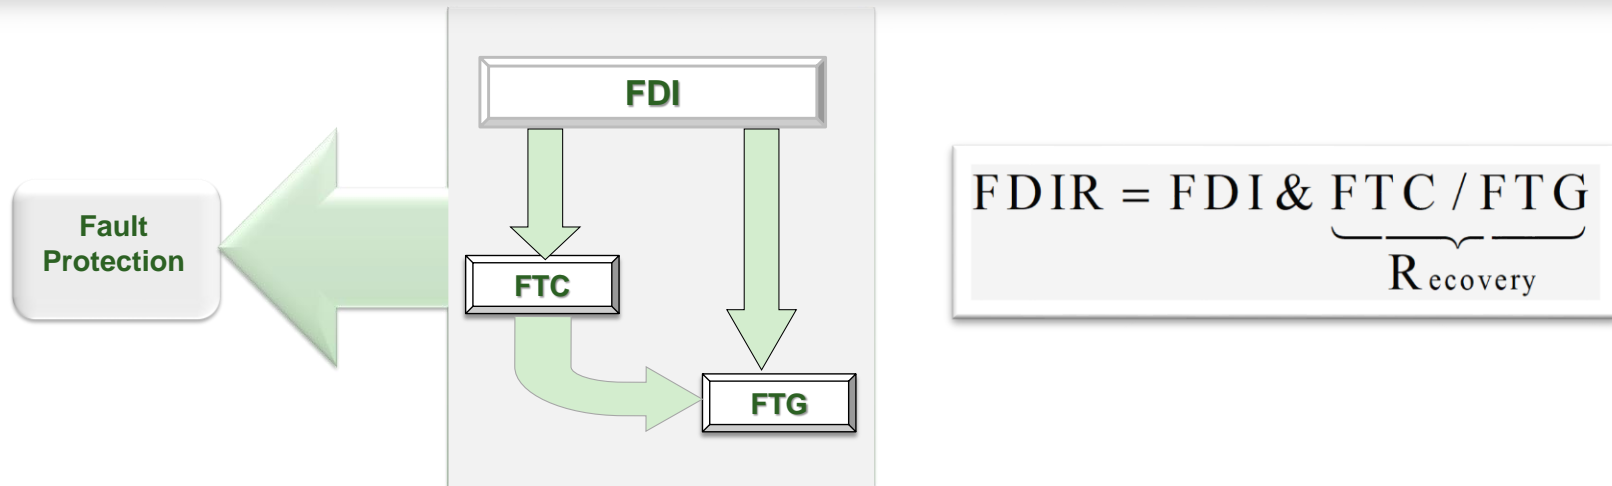 Fault
Protection
FDI
FTC
FTG
FDIR = FDI & FTC / FTG
Recovery